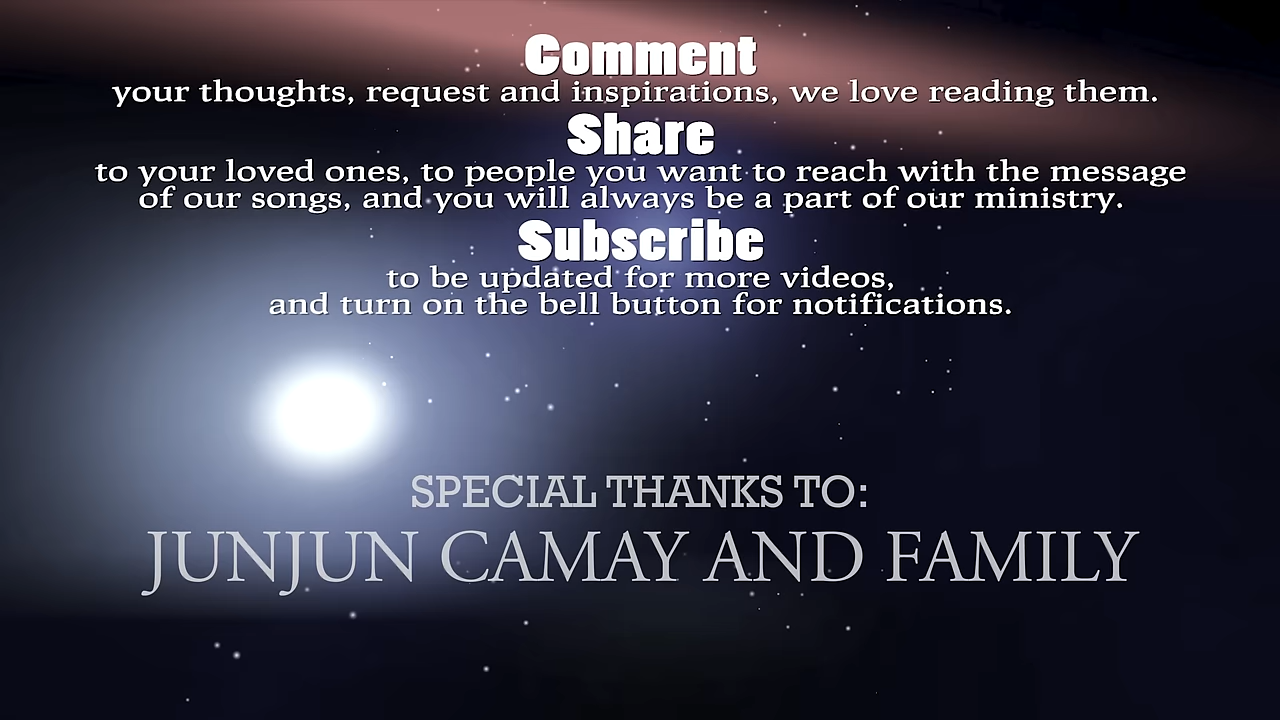 Comment
your thoughts, request and inspirations, we love reading them.
Share
to your loved ones, to people you want to reach with the message
of our songs, and you will always be a part of our ministry.
Subscribe
to be updated for more videos,
and turn on the bell button for notifications.
SPECIAL THANKS TO:
JUNJUN CAMAY AND FAMILY